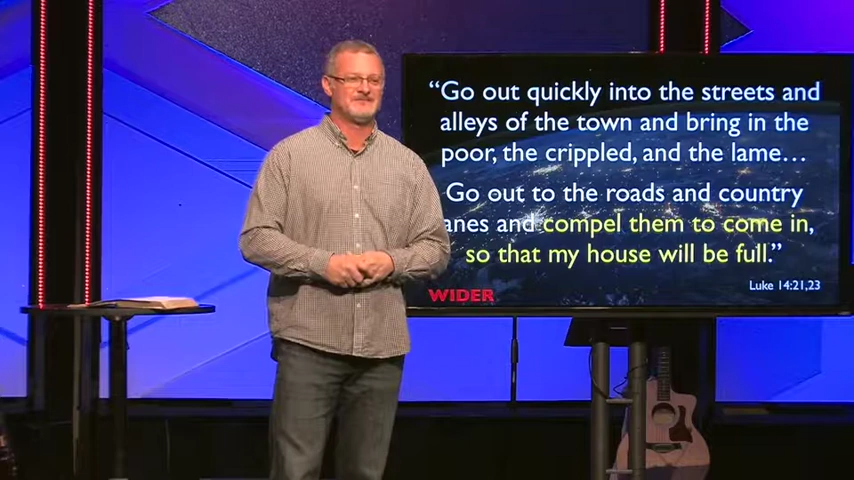 “Go out quickly into the streets and
alleys of the town and bring in the
poor, the crippled, and the lame...
Go out to the roads and country
anes and compel them to come in,
so that my house will be full.”
Luke 14:21,23
WIDER